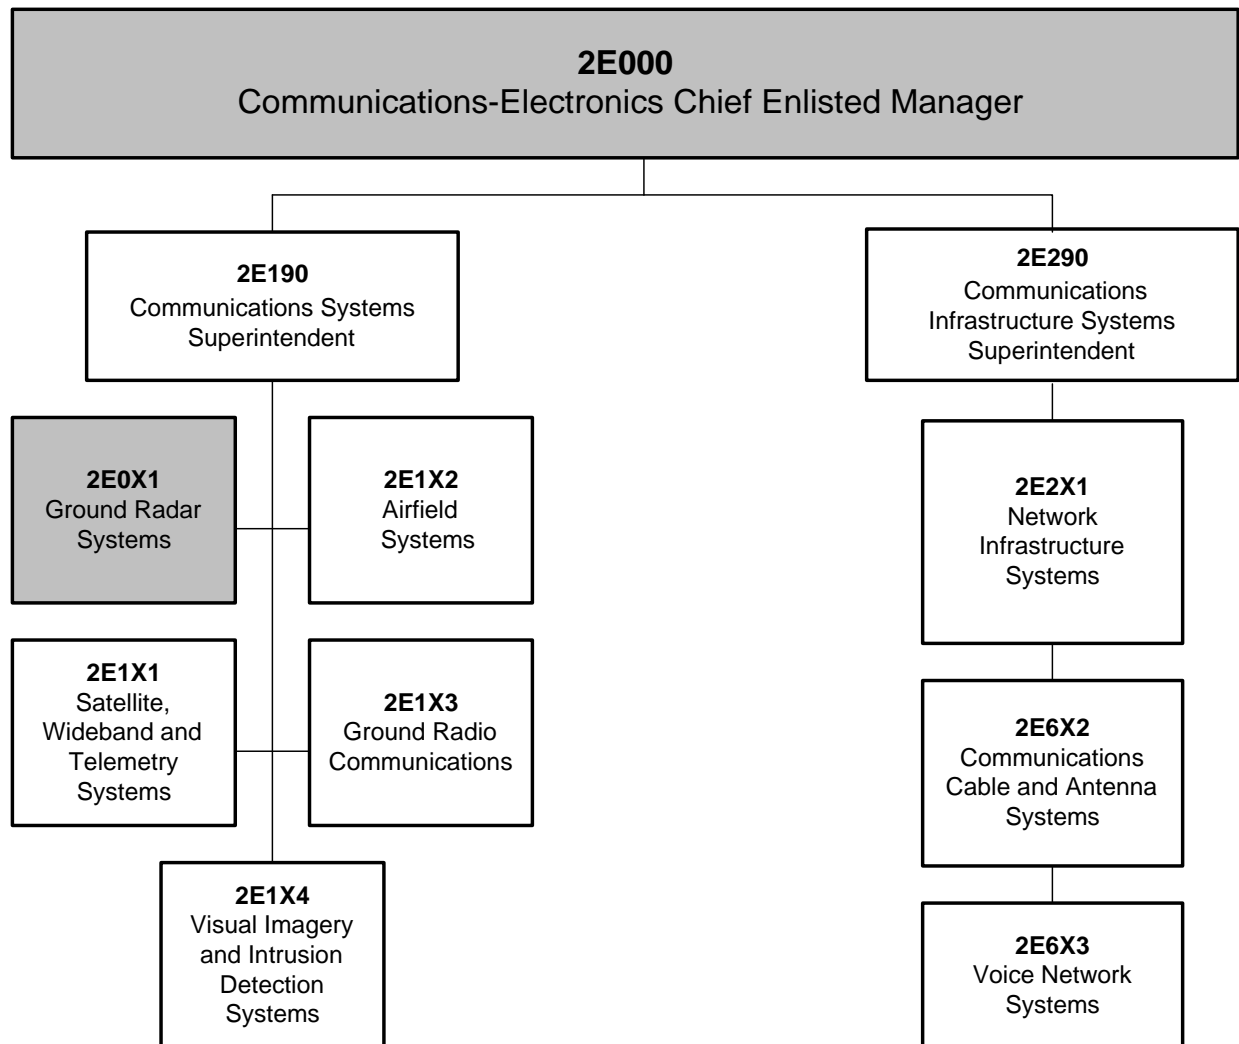 2E000
Communications-Electronics Chief Enlisted Manager
2E190
Communications Systems
Superintendent
2E290
Communications
Infrastructure Systems
Superintendent
2E0X1
Ground Radar
Systems
2E1X2
Airfield
Systems
2E2X1
Network
Infrastructure
Systems
2E1X1
Satellite,
Wideband and
Telemetry
Systems
2E1X3
Ground Radio
Communications
2E6X2
Communications
Cable and Antenna
Systems
2E1X4
Visual Imagery
and Intrusion
Detection
Systems
2E6X3
Voice Network
Systems